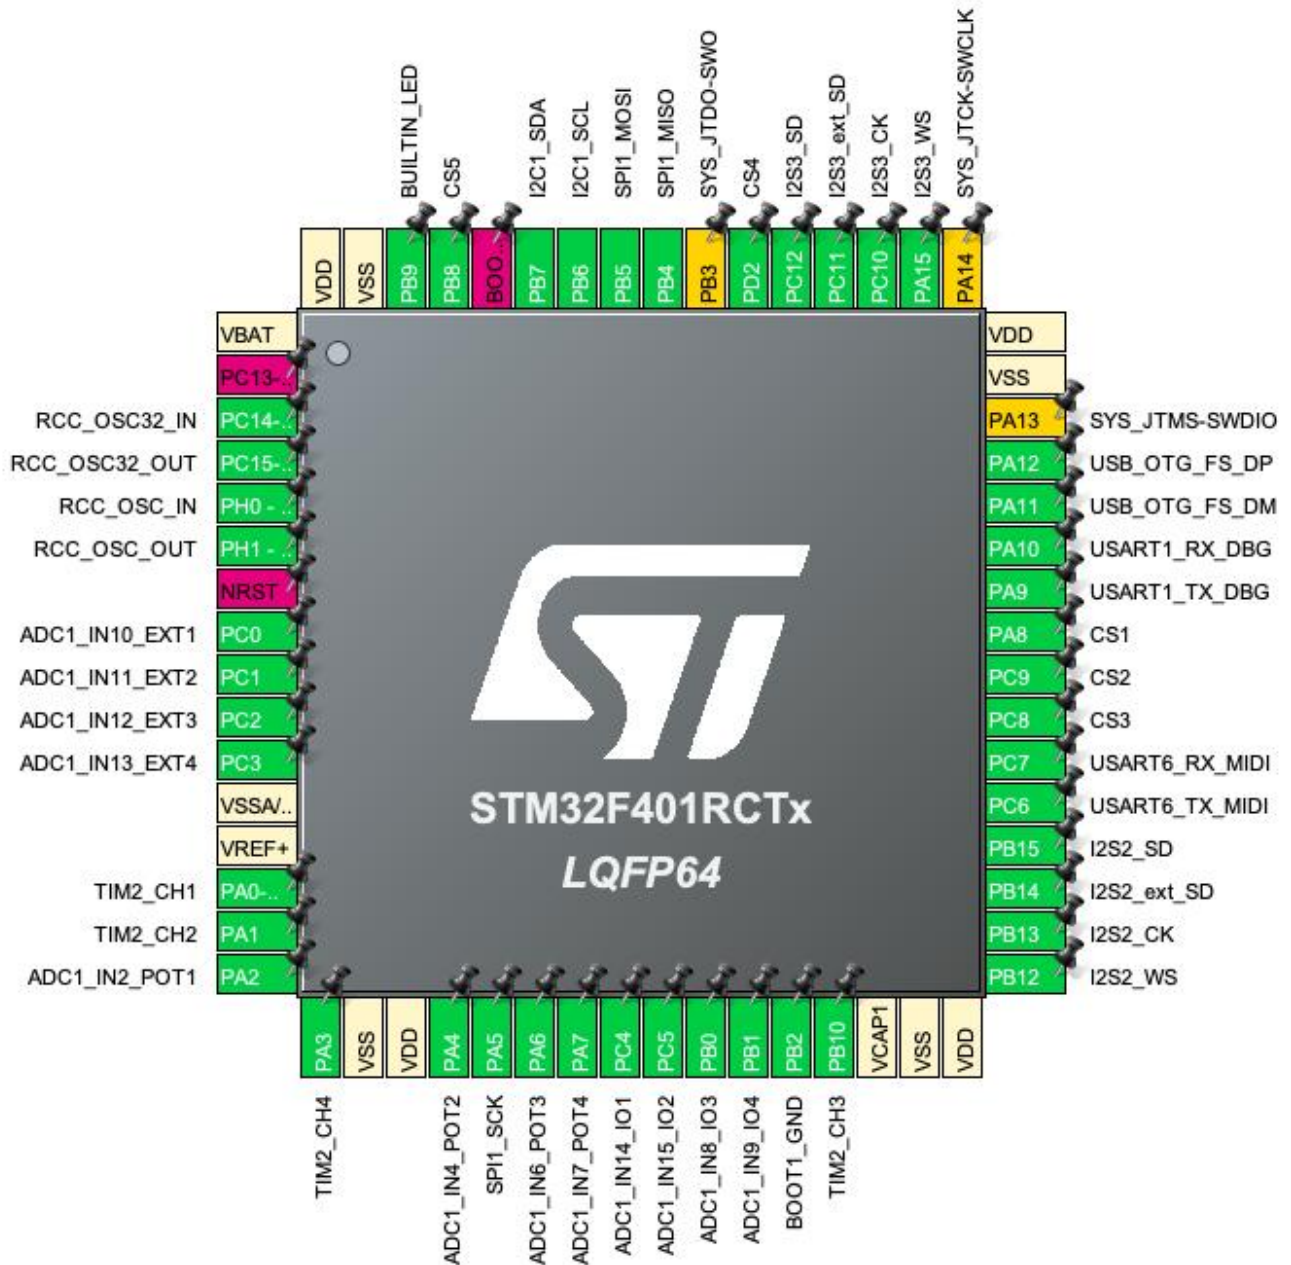 BUILTIN_LED
CS5
I2C1_SDA
I2C1_SCL
SPI1_MOSI
SPI1_MISO
SYS_JTDO-SWO
CS4
I2S3_SD
I2S3_ext_SD
I2S3_CK
I2S3_WS
SYS_JTCK-SWCLK
VDD
VSS
PB9
PB8
BOO...
PB7
PB6
PB5
PB4
PB3
PD2
PC12
PC11
PC10
PA15
PA14
VBAT
PC13-..
RCC_OSC32_IN PC14-..
RCC_OSC32_OUT PC15-..
RCC_OSC_IN PH0 - ..
RCC_OSC_OUT PH1 - ..
NRST
ADC1_IN10_EXT1 PC0
ADC1_IN11_EXT2 PC1
ADC1_IN12_EXT3 PC2
ADC1_IN13_EXT4 PC3
VSSA/..
VREF+
TIM2_CH1 PA0-..
TIM2_CH2 PA1
ADC1_IN2_POT1 PA2
ST
STM32F401RCTx
LQFP64
VDD
VSS
PA13 SYS_JTMS-SWDIO
PA12 USB_OTG_FS_DP
PA11 USB_OTG_FS_DM
PA10 USART1_RX_DBG
PA9 USART1_TX_DBG
PA8 CS1
PC9 CS2
PC8 CS3
PC7 USART6_RX_MIDI
PC6 USART6_TX_MIDI
PB15 I2S2_SD
PB14 I2S2_ext_SD
PB13 I2S2_CK
PB12 I2S2_WS
PA3
VSS
VDD
PA4
PA5
PA6
PA7
PC4
PC5
PB0
PB1
PB2
PB10
VCAP1
VSS
VDD
TIM2_CH4
ADC1_IN4_POT2
SPI1_SCK
ADC1_IN6_POT3
ADC1_IN7_POT4
ADC1_IN14_IO1
ADC1_IN15_IO2
ADC1_IN8_IO3
ADC1_IN9_IO4
BOOT1_GND
TIM2_CH3